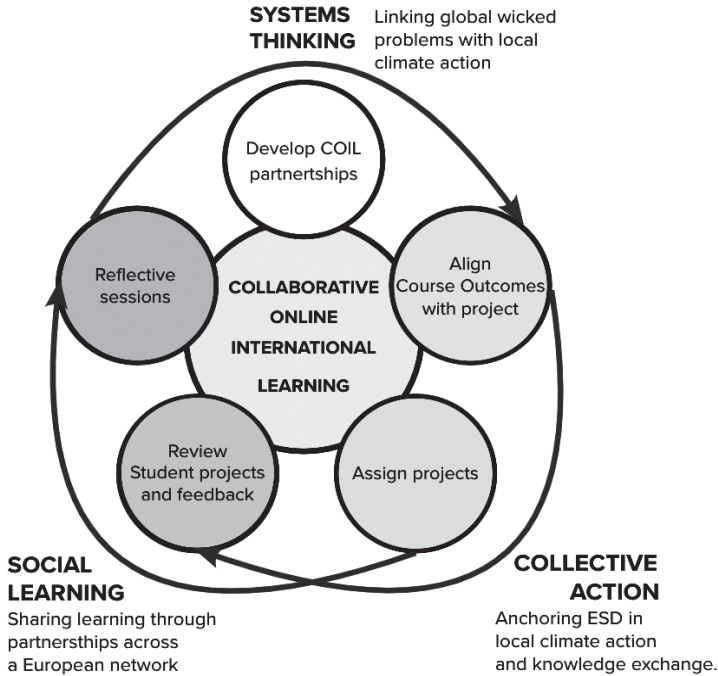 SYSTEMS
THINKING
Linking global wicked
problems with local
climate action
Develop COIL
partnertships
Reflective
sessions
Align
Course Outcomes
with project
COLLABORATIVE
ONLINE
INTERNATIONAL
LEARNING
Review
Student projects
and feedback
Assign projects
SOCIAL
LEARNING
Sharing learning through
partnersthips across
a European network
COLLECTIVE
ACTION
Anchoring ESD in
local climate action
and knowledge exchange.